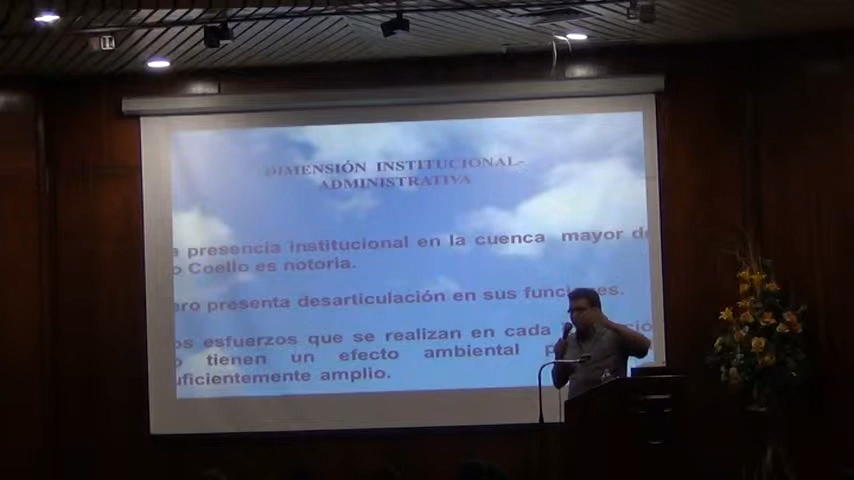 DIMENSIÓN INSTITUCIONAL-
ADMINISTRATIVA
a presencia institucional en la cuenca mayor de
o Coello es notoria.
ero presenta desarticulación en sus funciones.
os esfuerzos que se realizan en cada
o tienen un efecto ambiental
uficientemente amplio.